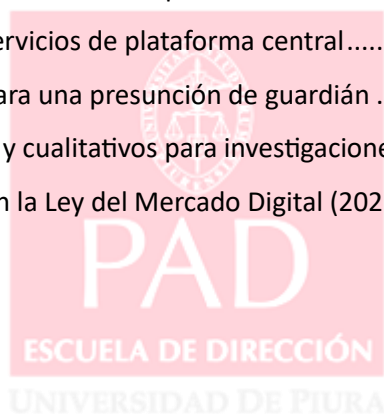 ervicios de plataforma central.....
ara una presunción de guardián .
y cualitativos para investigacione
n la Ley del Mercado Digital (202
PAD
ESCUELA DE DIRECCIÓN
UNIVERSIDAD DE PIURA